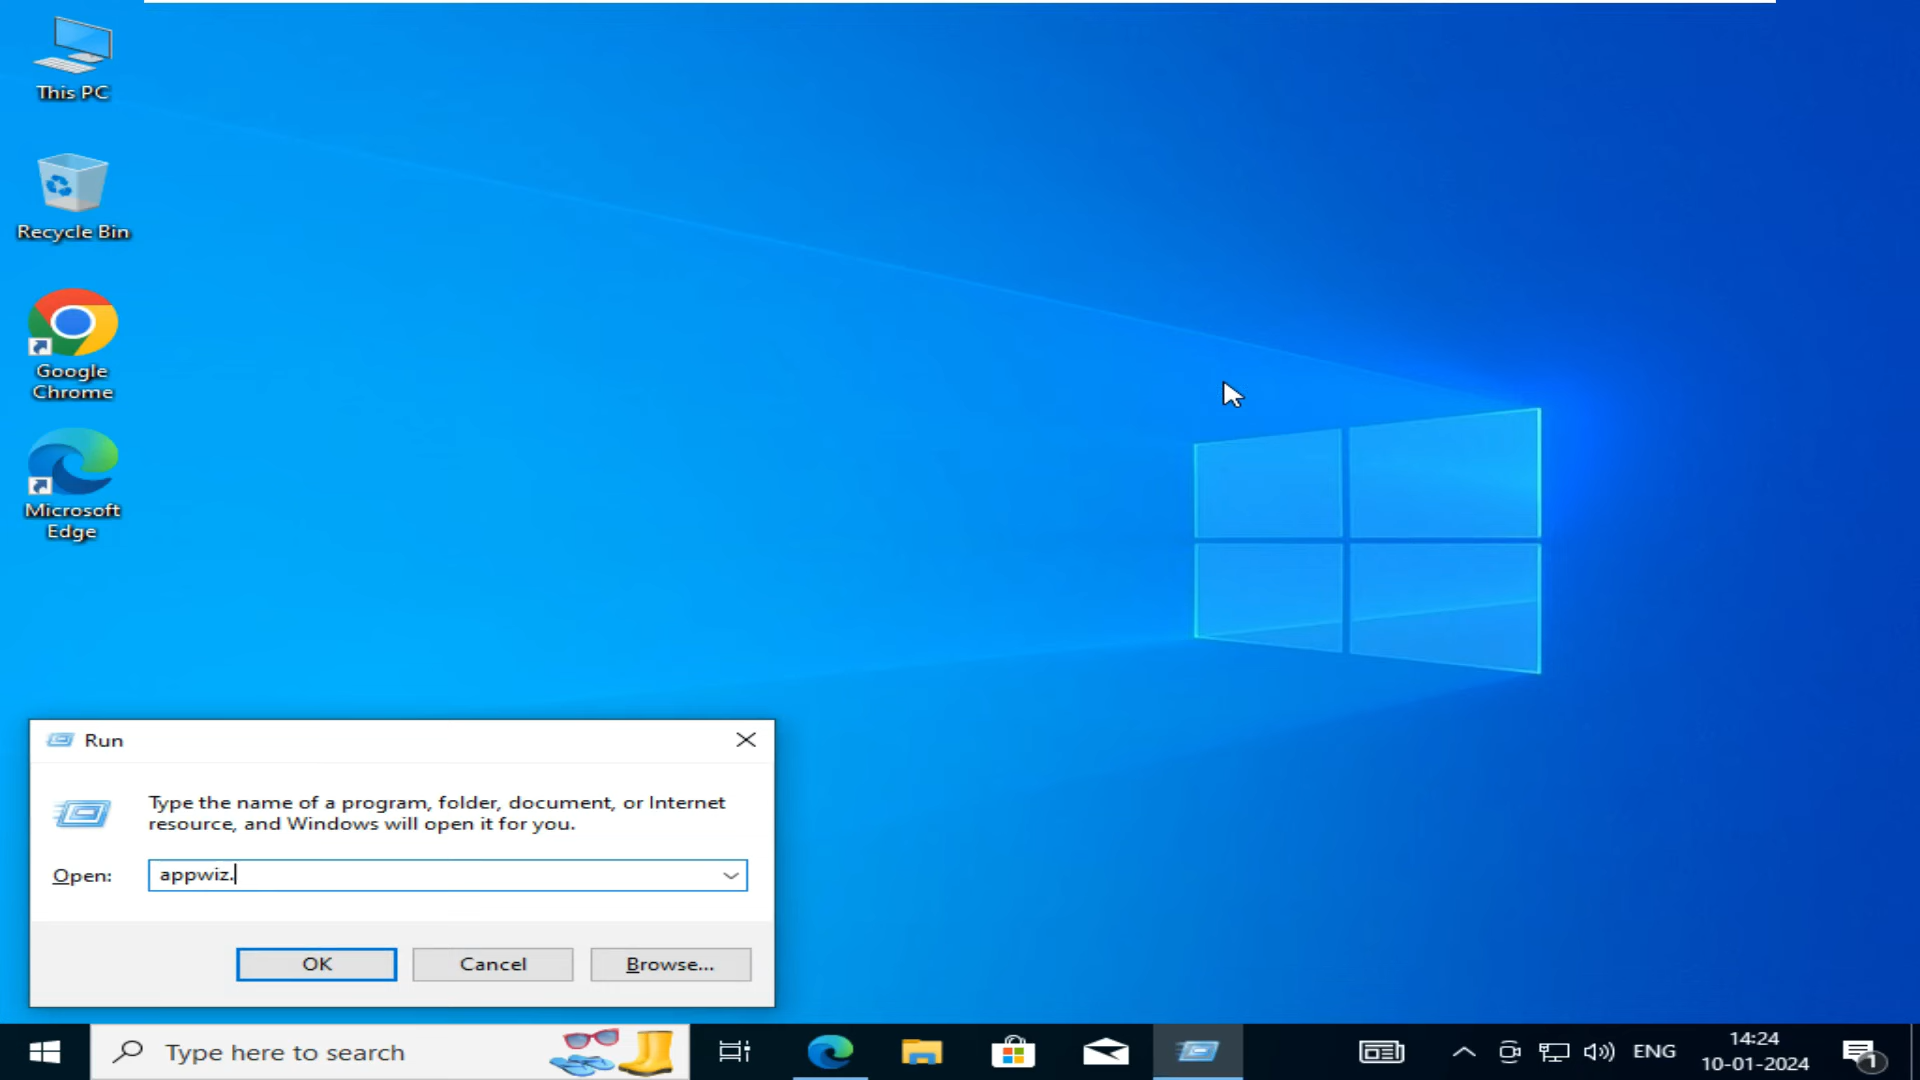 This PC
Recycle Bin
Google
Chrome
Microsoft
Edge
Run
Type the name of a program, folder, document, or Internet
resource, and Windows will open it for you.
Open:
appwiz.
OK
Cancel
Browse...
Type here to search
ENG
14:24
10-01-2024
1